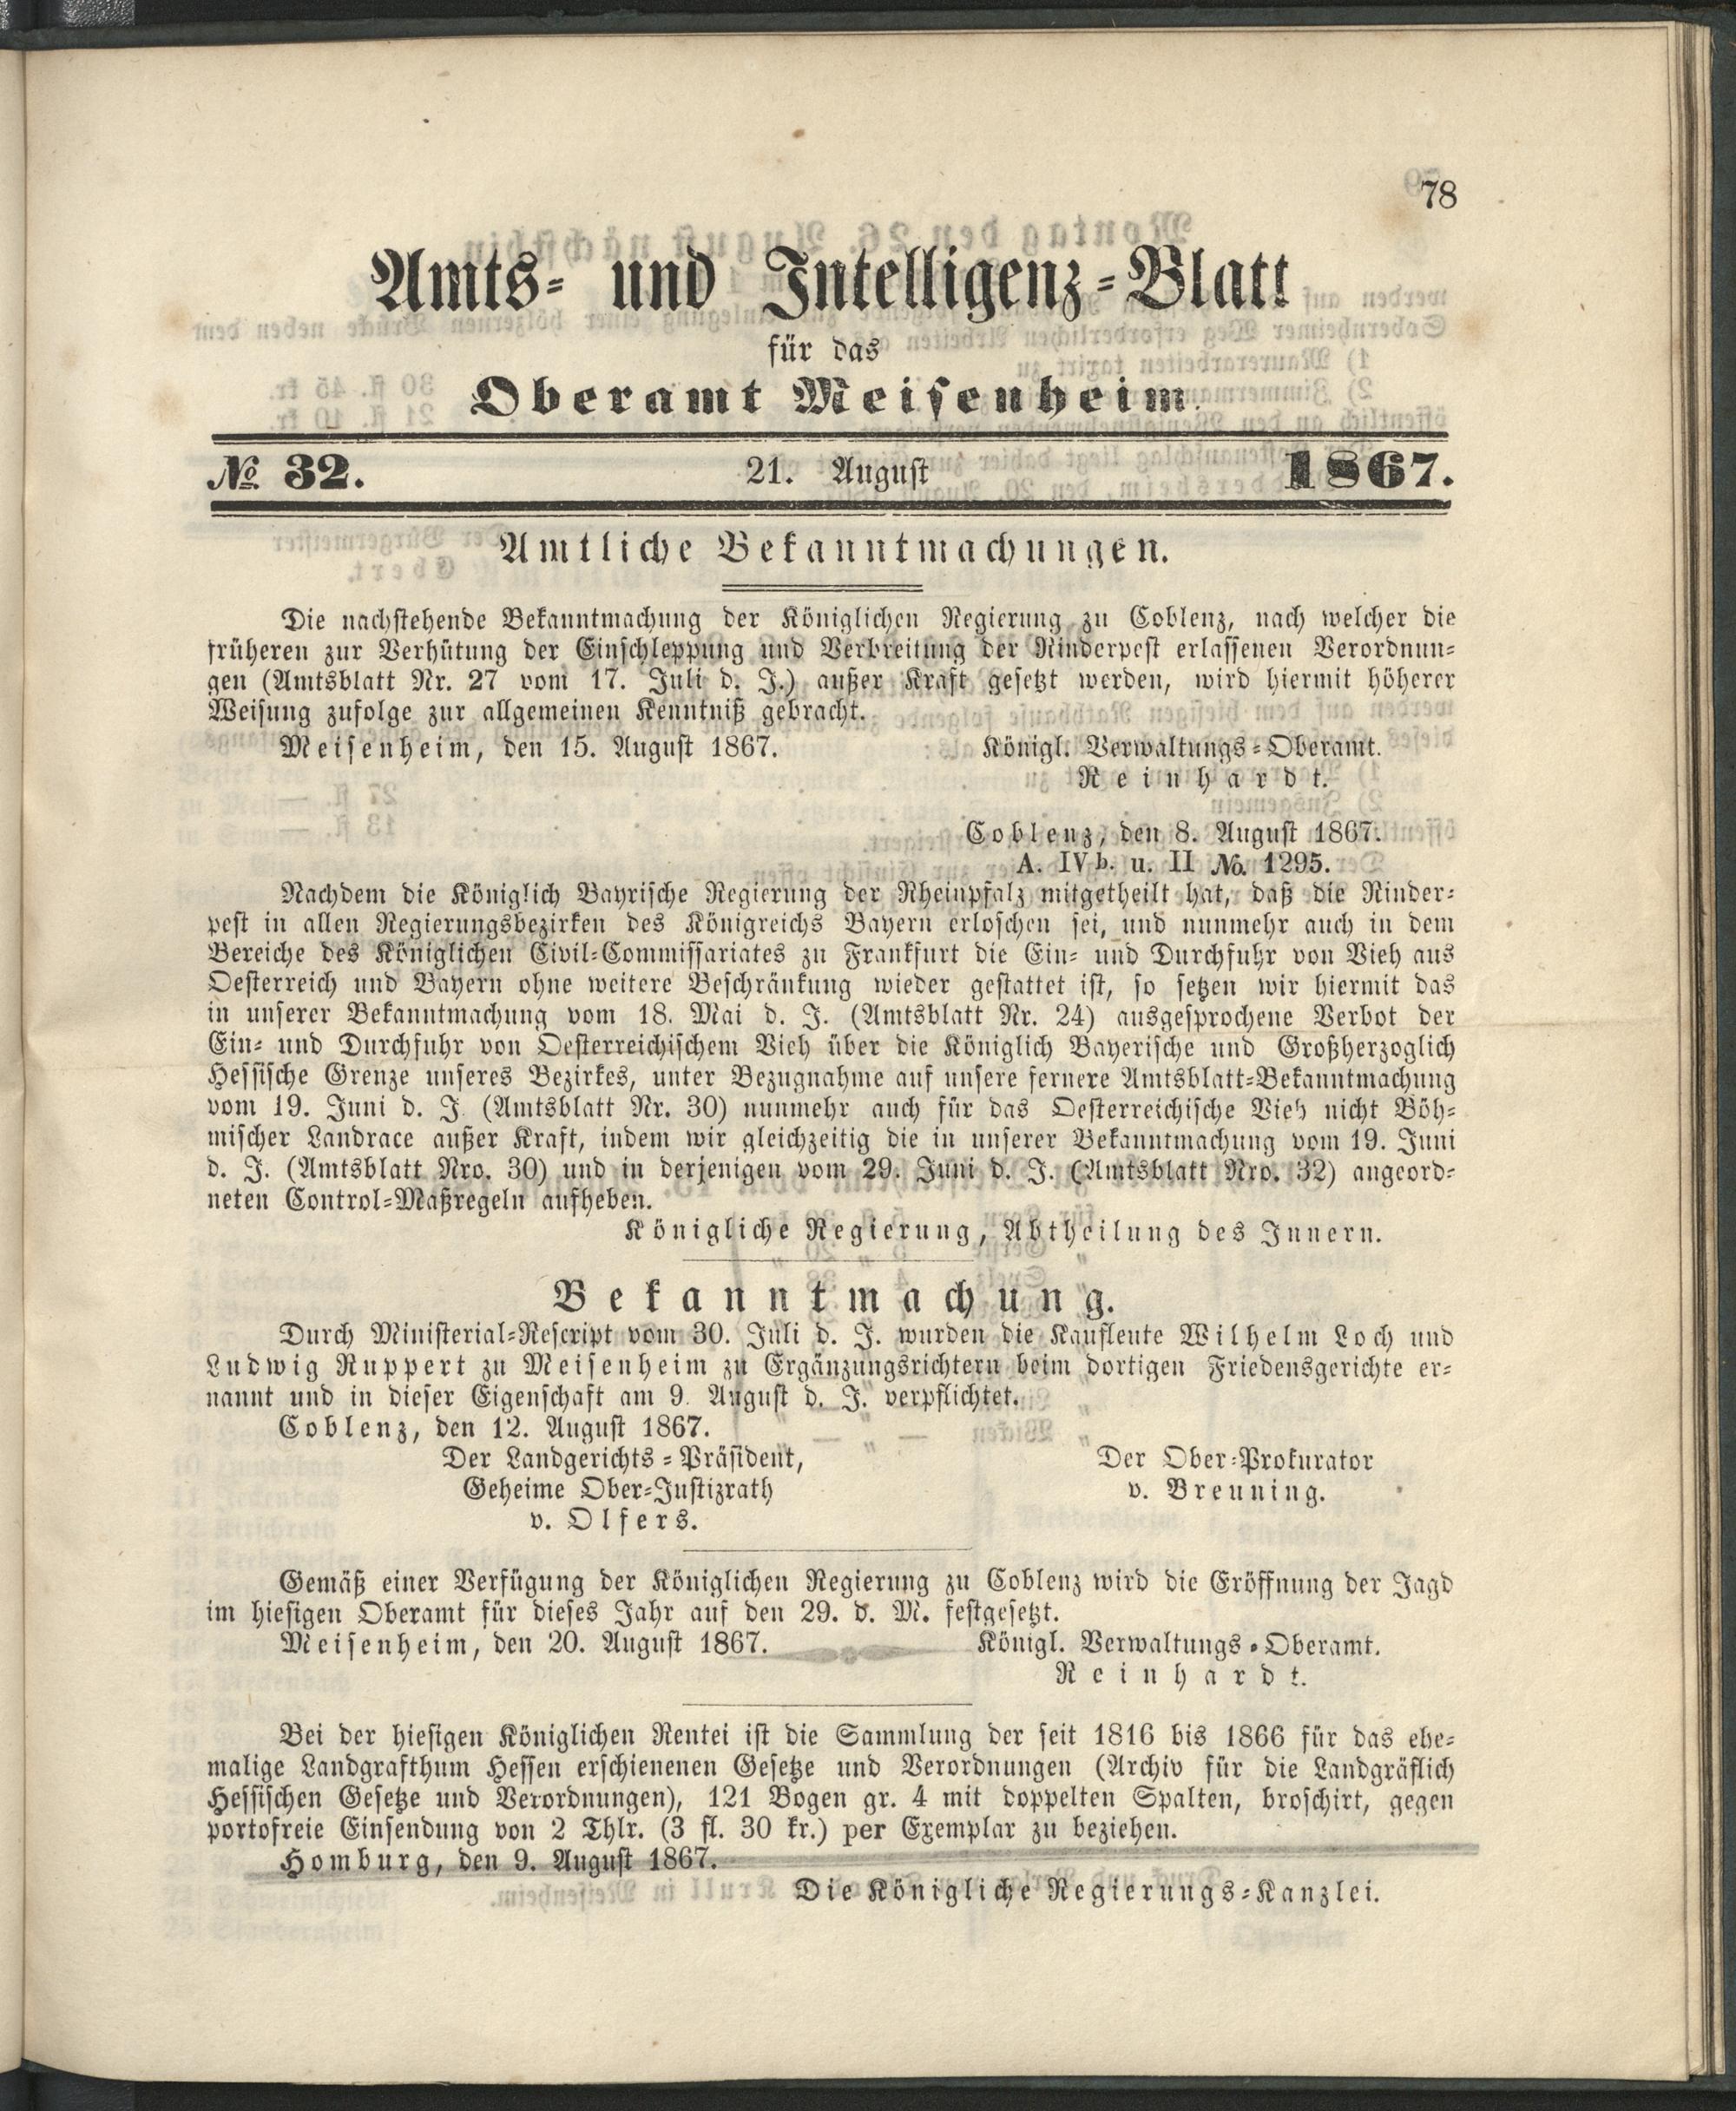 78
Amts- und Intelligenz-Blatt
für das
Oberamt Meisenheim.
No 32. 21. August 1867.
Amtliche Bekanntmachungen.
Die nachstehende Bekanntmachung der Königlichen Regierung zu Coblenz, nach welcher die
früheren zur Verhütung der Einschleppung und Verbreitung der Rinderpest erlassenen Verordnun-
gen (Amtsblatt Nr. 27 vom 17. Juli d. J.) außer Kraft gesetzt werden, wird hiermit höherer
Weisung zufolge zur allgemeinen Kenntniß gebracht.
Meisenheim, den 15. August 1867. Königl. Verwaltungs-Oberamt.
Reinhardt.
Coblenz, den 8. August 1867.
A. IVb. u. II No. 1295.
Nachdem die Königlich Bayrische Regierung der Rheinpfalz mitgetheilt hat, daß die Rinder-
pest in allen Regierungsbezirken des Königreichs Bayern erloschen sei, und nunmehr auch in dem
Bereiche des Königlichen Civil-Commissariates zu Frankfurt die Ein- und Durchfuhr von Vieh aus
Oesterreich und Bayern ohne weitere Beschränkung wieder gestattet ist, so setzen wir hiermit das
in unserer Bekanntmachung vom 18. Mai d. J. (Amtsblatt Nr. 24) ausgesprochene Verbot der
Ein- und Durchfuhr von Oesterreichischem Vieh über die Königlich Bayerische und Großherzoglich
Hessische Grenze unseres Bezirkes, unter Bezugnahme auf unsere fernere Amtsblatt-Bekanntmachung
vom 19. Juni d. J. (Amtsblatt Nr. 30) nunmehr auch für das Oesterreichische Vieh nicht Böh-
mischer Landrace außer Kraft, indem wir gleichzeitig die in unserer Bekanntmachung vom 19. Juni
d. J. (Amtsblatt Nro. 30) und in derjenigen vom 29. Juni d. J. (Amtsblatt Nro. 32) angeord-
neten Control-Maßregeln aufheben.
Königliche Regierung, Abtheilung des Innern.
Bekanntmachung.
Durch Ministerial-Rescript vom 30. Juli d. J. wurden die Kaufleute Wilhelm Loch und
Ludwig Ruppert zu Meisenheim zu Ergänzungsrichtern beim dortigen Friedensgerichte er-
nannt und in dieser Eigenschaft am 9. August d. J. verpflichtet.
Coblenz, den 12. August 1867.
Der Landgerichts-Präsident, Der Ober-Prokurator
Geheime Ober-Justizrath v. Breuning.
v. Olfers.
Gemäß einer Verfügung der Königlichen Regierung zu Coblenz wird die Eröffnung der Jagd
im hiesigen Oberamt für dieses Jahr auf den 29. d. M. festgesetzt.
Meisenheim, den 20. August 1867. Königl. Verwaltungs-Oberamt.
Reinhardt.
Bei der hiesigen Königlichen Rentei ist die Sammlung der seit 1816 bis 1866 für das ehe-
malige Landgrafthum Hessen erschienenen Gesetze und Verordnungen (Archiv für die Landgräflich
Hessischen Gesetze und Verordnungen), 121 Bogen gr. 4 mit doppelten Spalten, broschirt, gegen
portofreie Einsendung von 2 Thlr. (3 fl. 30 kr.) per Exemplar zu beziehen.
Homburg, den 9. August 1867.
Die Königliche Regierungs-Kanzlei.